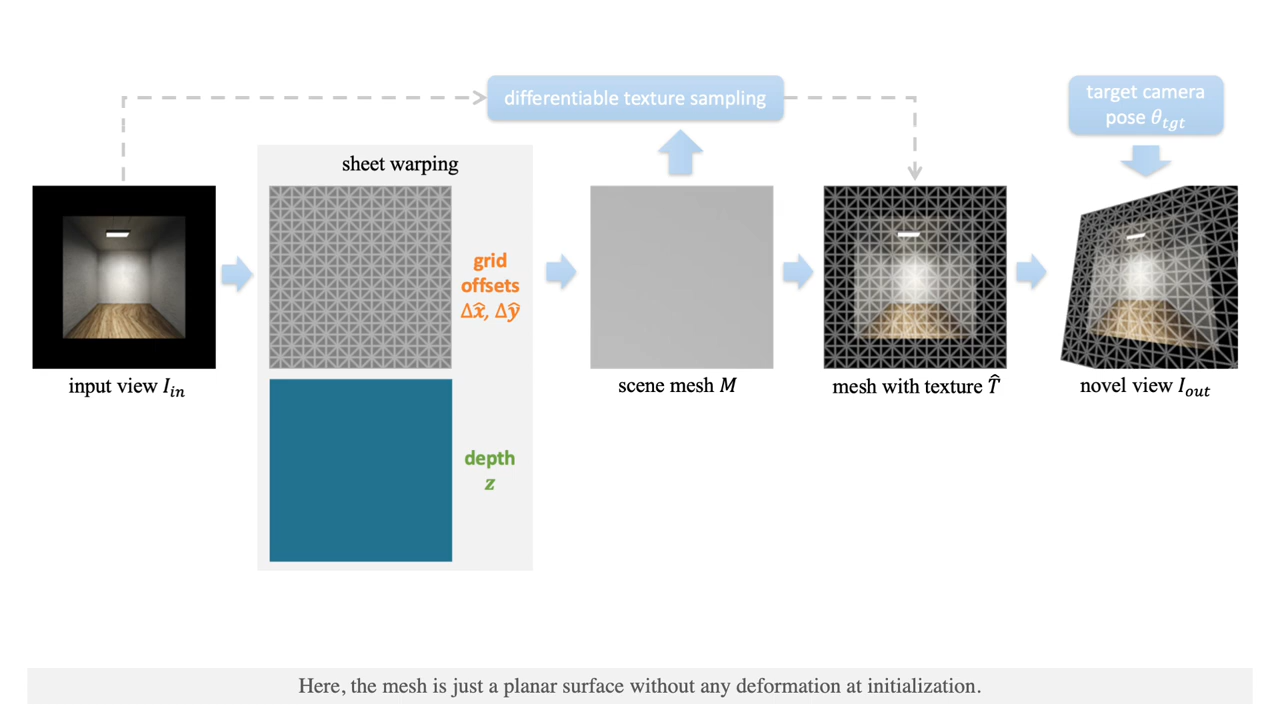 differentiable texture sampling
target camera
pose θ_tgt
sheet warping
grid
offsets
Δx̂, Δŷ
input view I_in
scene mesh M
mesh with texture T̂
novel view I_out
depth
z
Here, the mesh is just a planar surface without any deformation at initialization.